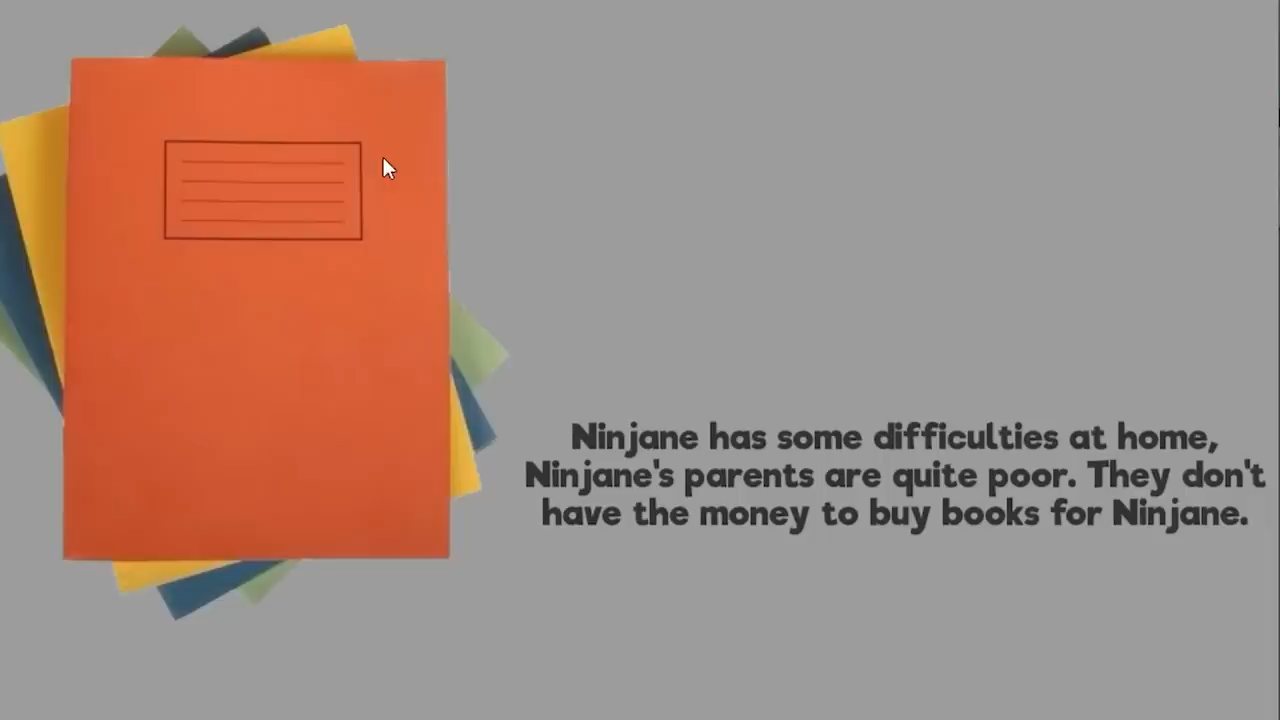 Ninjane has some difficulties at home,
Ninjane's parents are quite poor. They don't
have the money to buy books for Ninjane.